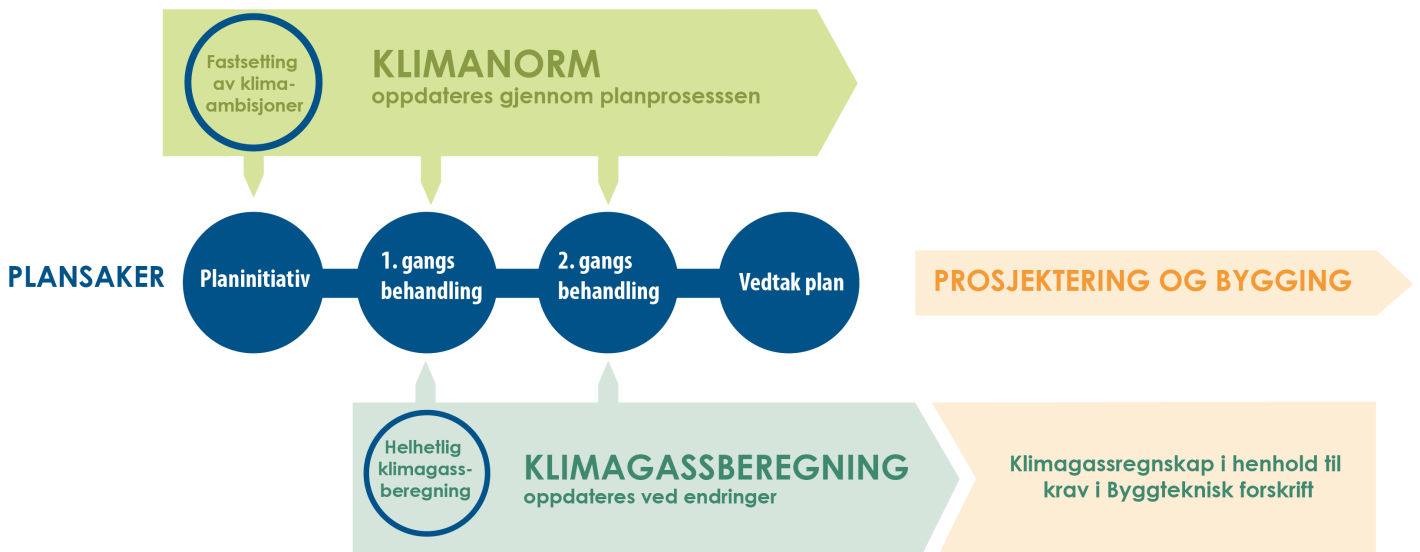 Fastsetting
av klima-
ambisjoner
KLIMANORM
oppdateres gjennom planprosesssen
PLANSAKER
Planinitiativ
1. gangs
behandling
2. gangs
behandling
Vedtak plan
PROSJEKTERING OG BYGGING
Helhetlig
klimagass-
beregning
KLIMAGASSBEREGNING
oppdateres ved endringer
Klimagassregnskap i henhold til
krav i Byggteknisk forskrift